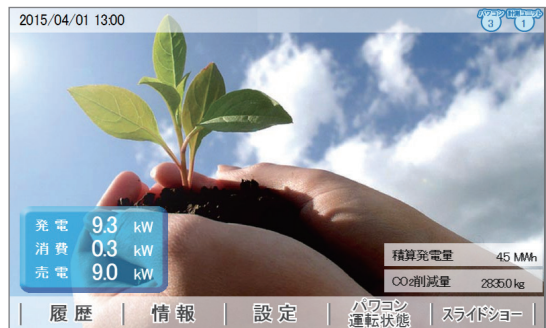 2015/04/01 13:00
パワコン 計測ユニット
3 1
発電 9.3 kW
消費 0.3 kW
売電 9.0 kW
積算発電量 45 MWh
CO2削減量 2835.0 kg
履歴 情報 設定 パワコン運転状態 スライドショー